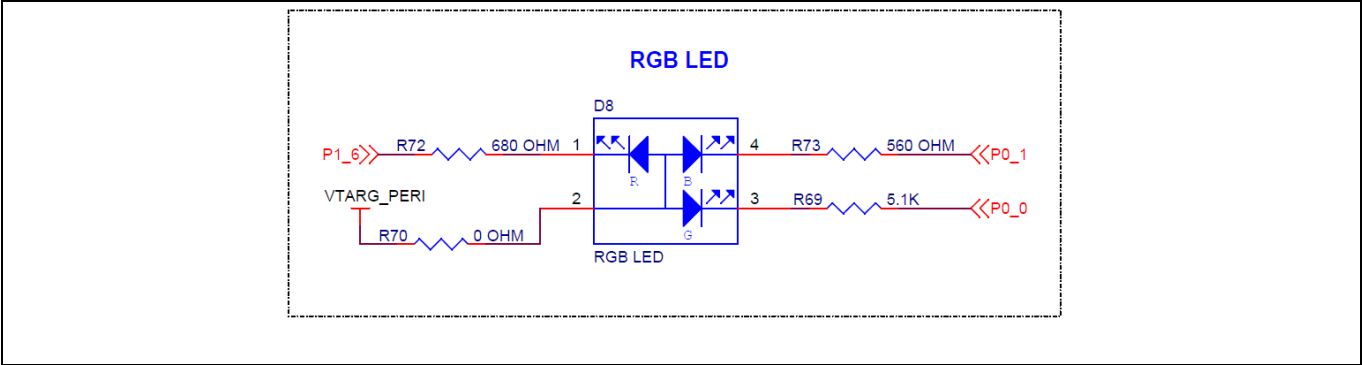 RGB LED
D8
P1_6 R72 680 OHM 1 4 R73 560 OHM P0_1
R B
VTARG_PERI 2 3 R69 5.1K P0_0
R70 0 OHM G
RGB LED